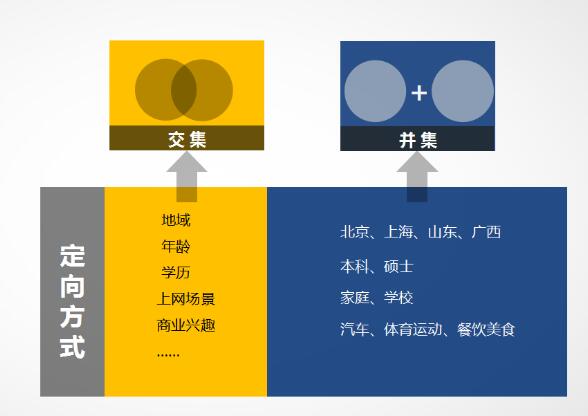 交集
+
并集
定向方式
地域
年龄
学历
上网场景
商业兴趣
......
北京、上海、山东、广西
本科、硕士
家庭、学校
汽车、体育运动、餐饮美食